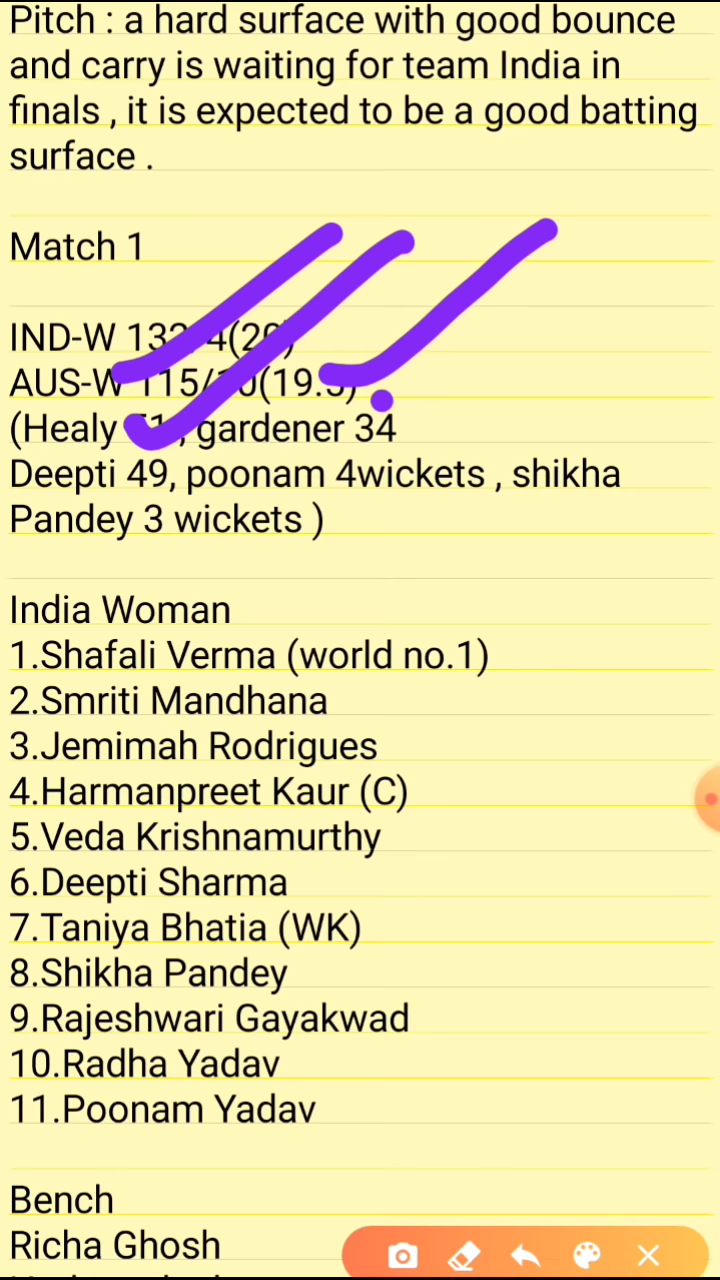 Pitch : a hard surface with good bounce
and carry is waiting for team India in
finals , it is expected to be a good batting
surface .
Match 1
IND-W
AUS-W
(Healy gardener 34
Deepti 49, poonam 4wickets , shikha
Pandey 3 wickets )
India Woman
1.Shafali Verma (world no.1)
2.Smriti Mandhana
3.Jemimah Rodrigues
4.Harmanpreet Kaur (C)
5.Veda Krishnamurthy
6.Deepti Sharma
7.Taniya Bhatia (WK)
8.Shikha Pandey
9.Rajeshwari Gayakwad
10.Radha Yadav
11.Poonam Yadav
Bench
Richa Ghosh